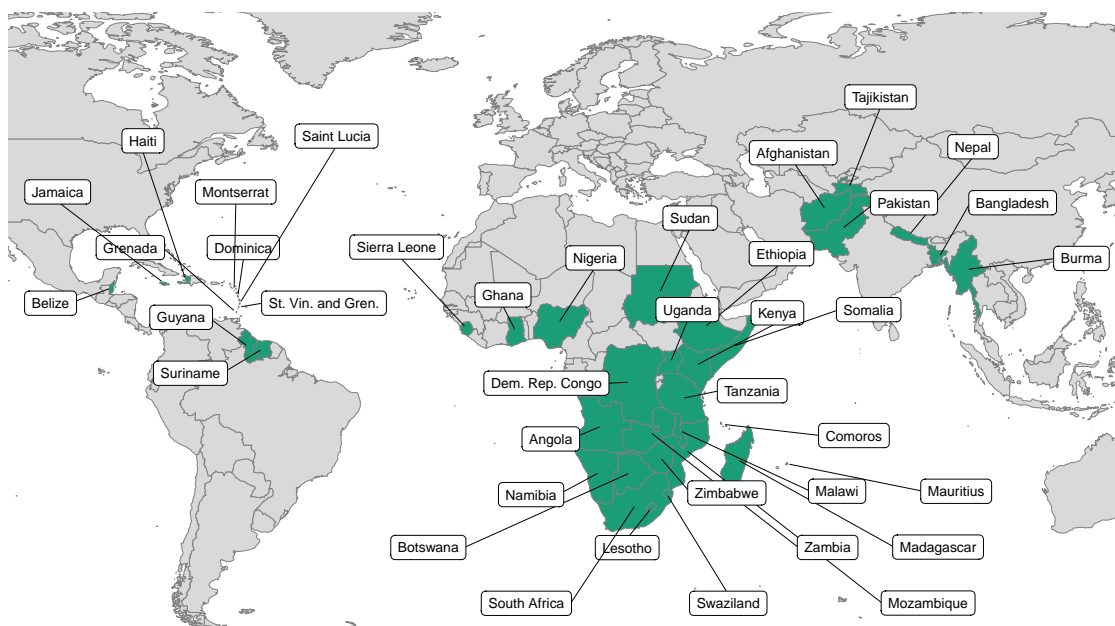 Tajikistan
Saint Lucia
Haiti
Nepal
Afghanistan
Jamaica
Montserrat
Pakistan
Bangladesh
Sudan
Grenada
Dominica
Sierra Leone
Ethiopia
Nigeria
Burma
Ghana
Belize
St. Vin. and Gren.
Uganda
Kenya
Somalia
Guyana
Suriname
Dem. Rep. Congo
Tanzania
Angola
Comoros
Namibia
Zimbabwe
Malawi
Mauritius
Botswana
Lesotho
Zambia
Madagascar
South Africa
Swaziland
Mozambique